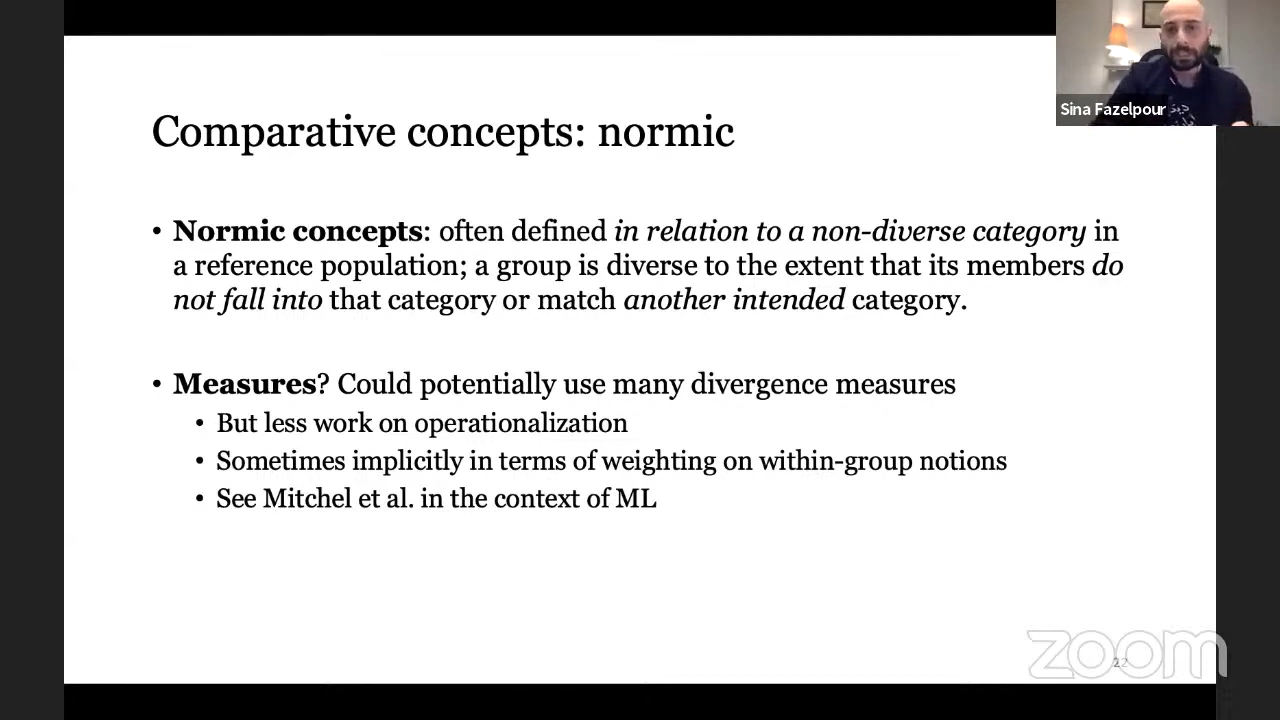 Sina Fazelpour
Comparative concepts: normic
• Normic concepts: often defined in relation to a non-diverse category in
a reference population; a group is diverse to the extent that its members do
not fall into that category or match another intended category.
• Measures? Could potentially use many divergence measures
• But less work on operationalization
• Sometimes implicitly in terms of weighting on within-group notions
• See Mitchel et al. in the context of ML
zoom
22